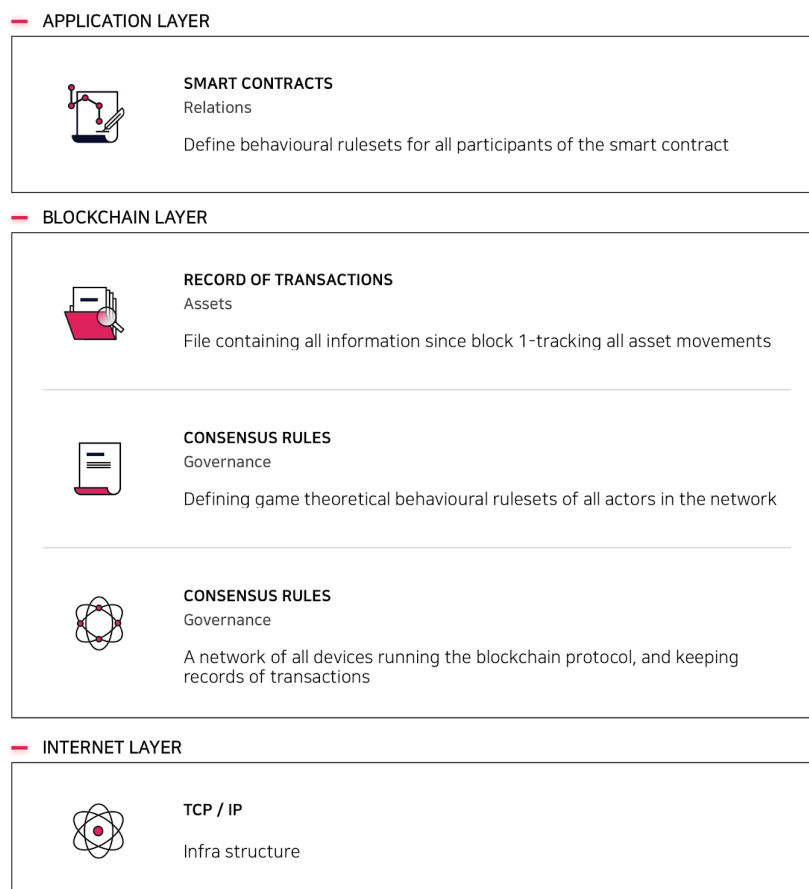 APPLICATION LAYER
SMART CONTRACTS
Relations
Define behavioural rulesets for all participants of the smart contract
BLOCKCHAIN LAYER
RECORD OF TRANSACTIONS
Assets
File containing all information since block 1-tracking all asset movements
CONSENSUS RULES
Governance
Defining game theoretical behavioural rulesets of all actors in the network
CONSENSUS RULES
Governance
A network of all devices running the blockchain protocol, and keeping
records of transactions
INTERNET LAYER
TCP / IP
Infra structure